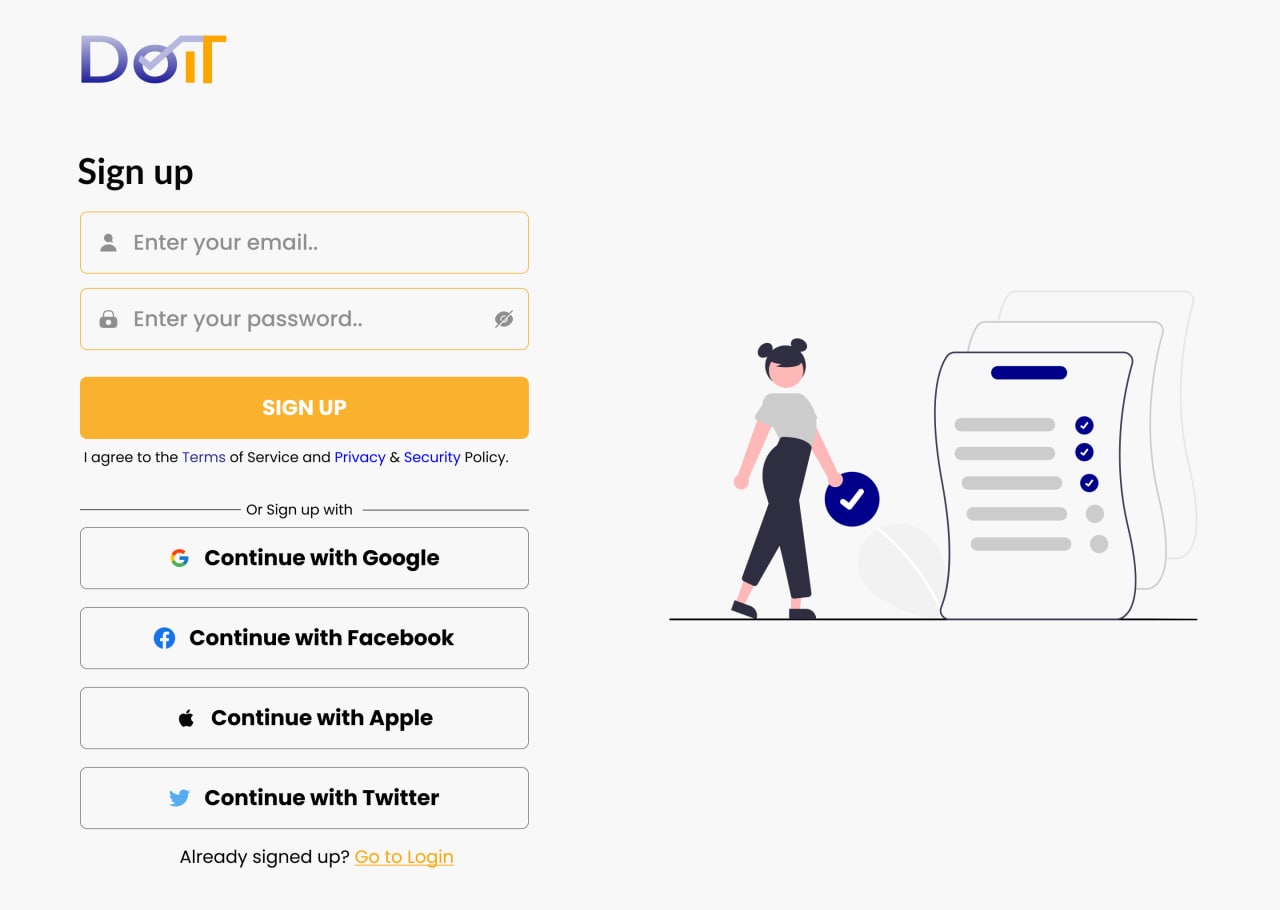 DoiT
Sign up
Enter your email..
Enter your password..
SIGN UP
I agree to the Terms of Service and Privacy & Security Policy.
Or Sign up with
Continue with Google
Continue with Facebook
Continue with Apple
Continue with Twitter
Already signed up? Go to Login